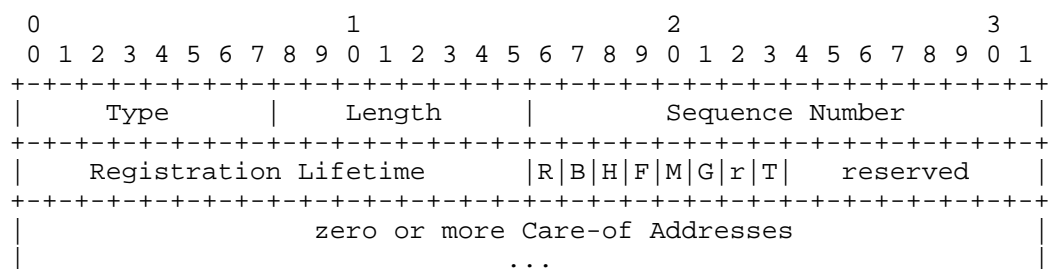 0                   1                   2                   3
 0 1 2 3 4 5 6 7 8 9 0 1 2 3 4 5 6 7 8 9 0 1 2 3 4 5 6 7 8 9 0 1
+-+-+-+-+-+-+-+-+-+-+-+-+-+-+-+-+-+-+-+-+-+-+-+-+-+-+-+-+-+-+-+-+
|     Type      |    Length     |        Sequence Number        |
+-+-+-+-+-+-+-+-+-+-+-+-+-+-+-+-+-+-+-+-+-+-+-+-+-+-+-+-+-+-+-+-+
|    Registration Lifetime      |R|B|H|F|M|G|r|T|   reserved    |
+-+-+-+-+-+-+-+-+-+-+-+-+-+-+-+-+-+-+-+-+-+-+-+-+-+-+-+-+-+-+-+-+
|                  zero or more Care-of Addresses               |
|                              ...                              |